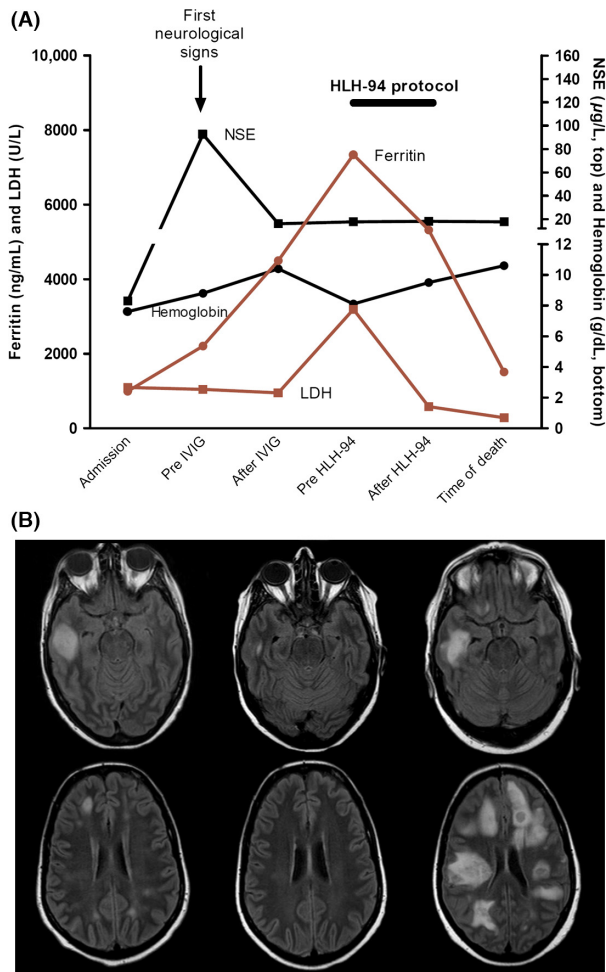 (A)
First
neurological
signs
HLH-94 protocol
NSE
Ferritin
Hemoglobin
LDH
Ferritin (ng/mL) and LDH (U/L)
10,000
8000
6000
4000
2000
0
NSE (µg/L, top) and Hemoglobin (g/dL, bottom)
160
140
120
100
80
60
40
20
12
10
8
6
4
2
0
Admission
Pre IVIG
After IVIG
Pre HLH-94
After HLH-94
Time of death
(B)